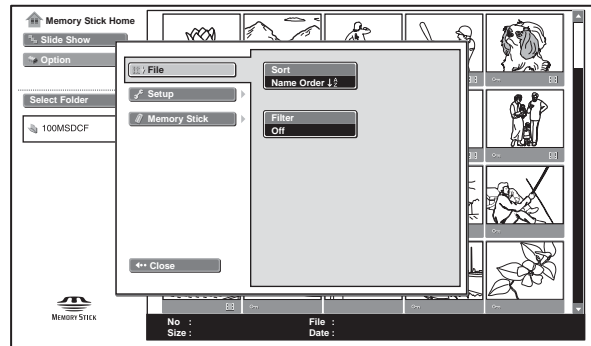 Memory Stick Home
Slide Show
Option
Select Folder
100MSDCF
File
Setup
Memory Stick
Close
Sort
Name Order
Filter
Off
MEMORY STICK
No :
File :
Size :
Date :